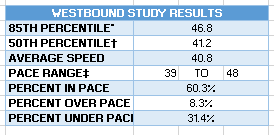 WESTBOUND STUDY RESULTS
85TH PERCENTILE* 46.8
50TH PERCENTILE† 41.2
AVERAGE SPEED 40.8
PACE RANGE‡ 39 TO 48
PERCENT IN PACE 60.3%
PERCENT OVER PACE 8.3%
PERCENT UNDER PACI 31.4%